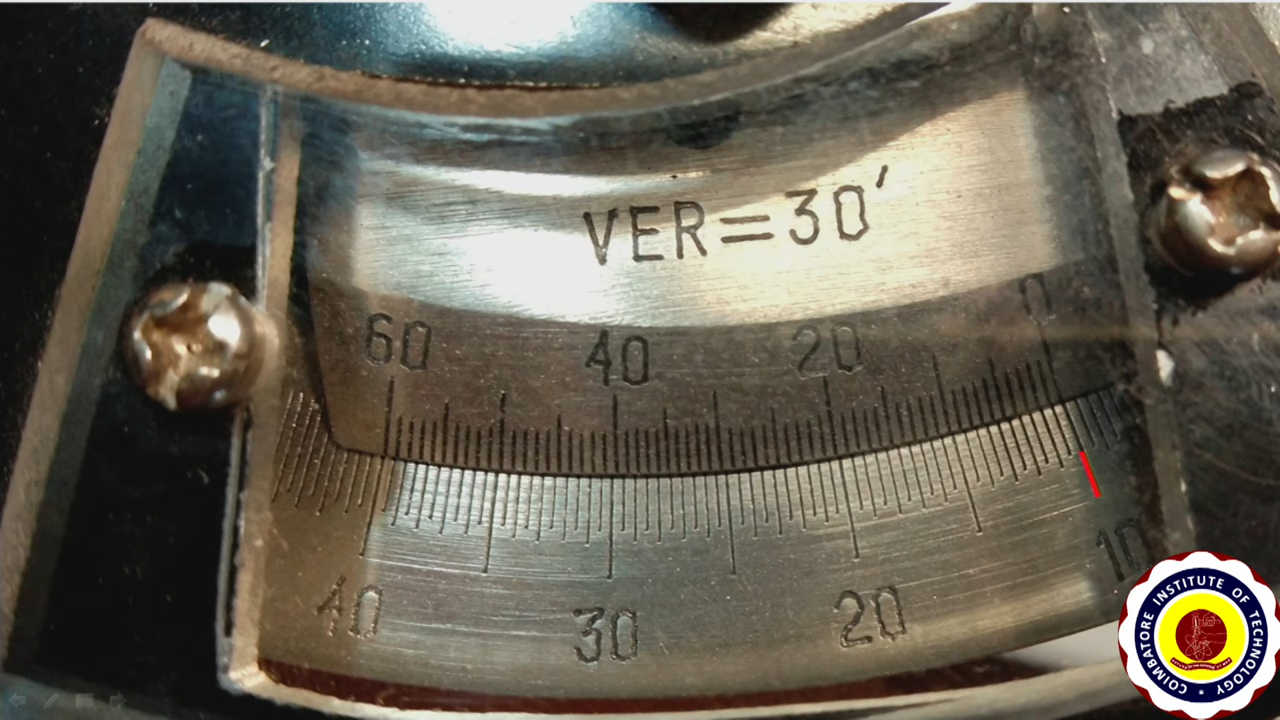 VER=30′
60 40 20 0
40 30 20 10
COIMBATORE INSTITUTE OF TECHNOLOGY